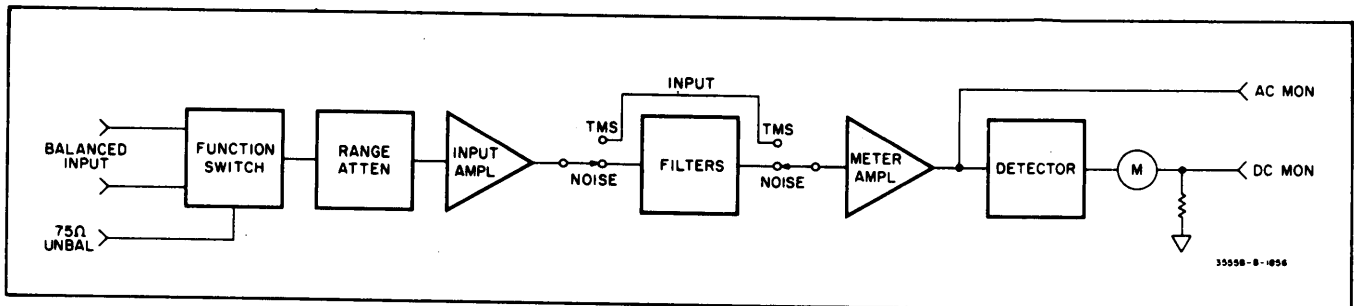 BALANCED
INPUT
75Ω
UNBAL
FUNCTION
SWITCH
RANGE
ATTEN
INPUT
AMPL
INPUT
TMS
NOISE
FILTERS
TMS
NOISE
METER
AMPL
DETECTOR
M
AC MON
DC MON
3555B-B-1856